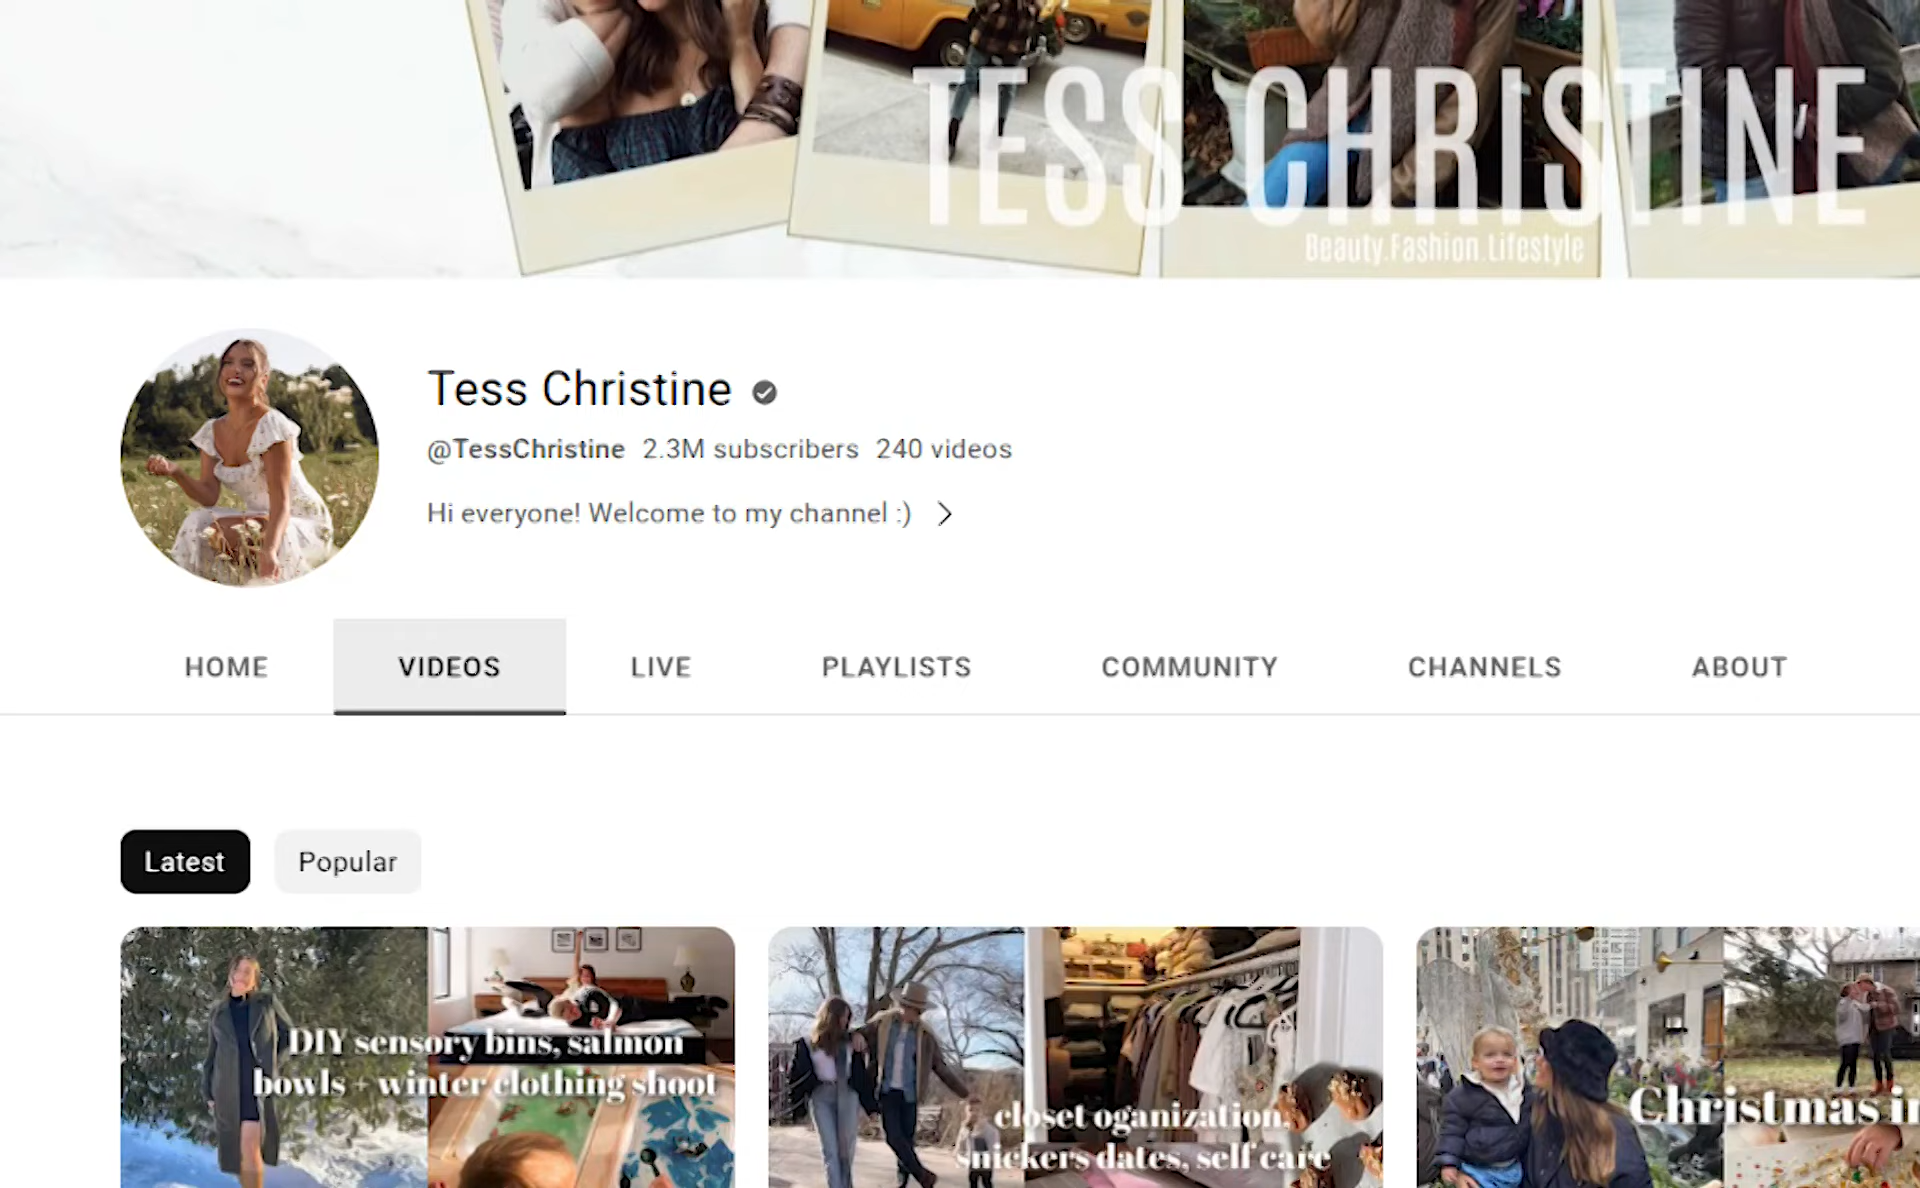 TESS CHRISTINE
Beauty.Fashion.Lifestyle
Tess Christine
@TessChristine 2.3M subscribers 240 videos
Hi everyone! Welcome to my channel :)
HOME VIDEOS LIVE PLAYLISTS COMMUNITY CHANNELS ABOUT
Latest Popular
DIY sensory bins, salmon
bowls + winter clothing shoot
closet oganization,
snickers dates, self care
Christmas in